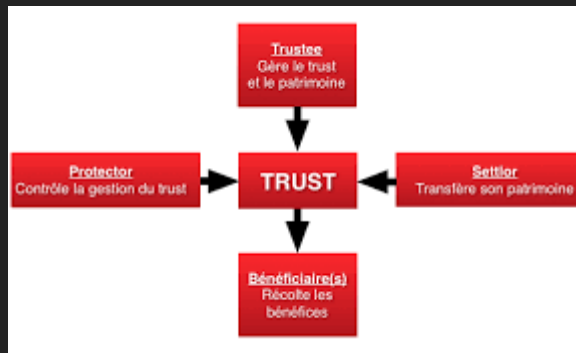 Trustee
Gère le trust
et le patrimoine
Protector
Contrôle la gestion du trust
TRUST
Settlor
Transfère son patrimoine
Bénéficiaire(s)
Récolte les
bénéfices